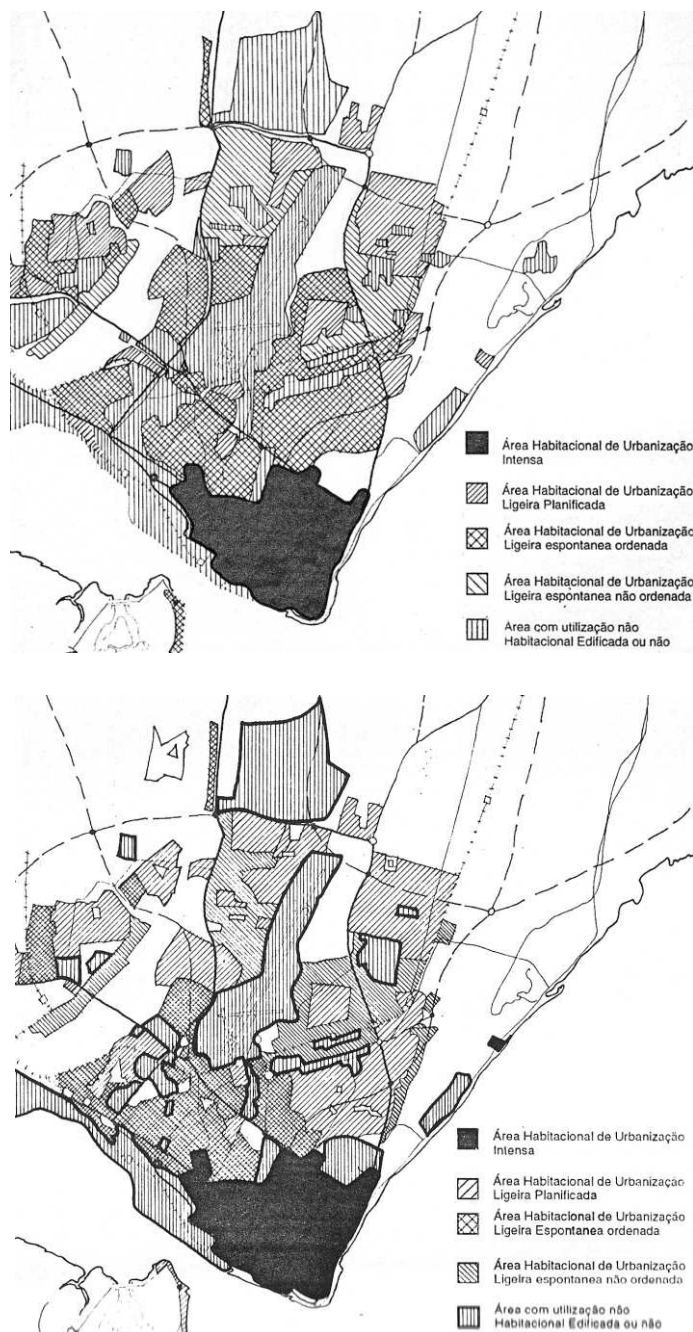 Área Habitacional de Urbanização
Intensa
Área Habitacional de Urbanização
Ligeira Planificada
Área Habitacional de Urbanização
Ligeira espontanea ordenada
Área Habitacional de Urbanização
Ligeira espontanea não ordenada
Área com utilização não
Habitacional Edificada ou não
Área Habitacional de Urbanização
Intensa
Área Habitacional de Urbanização
Ligeira Planificada
Área Habitacional de Urbanização
Ligeira Espontanea ordenada
Área Habitacional de Urbanização
Ligeira espontanea não ordenada
Área com utilização não
Habitacional Edificada ou não